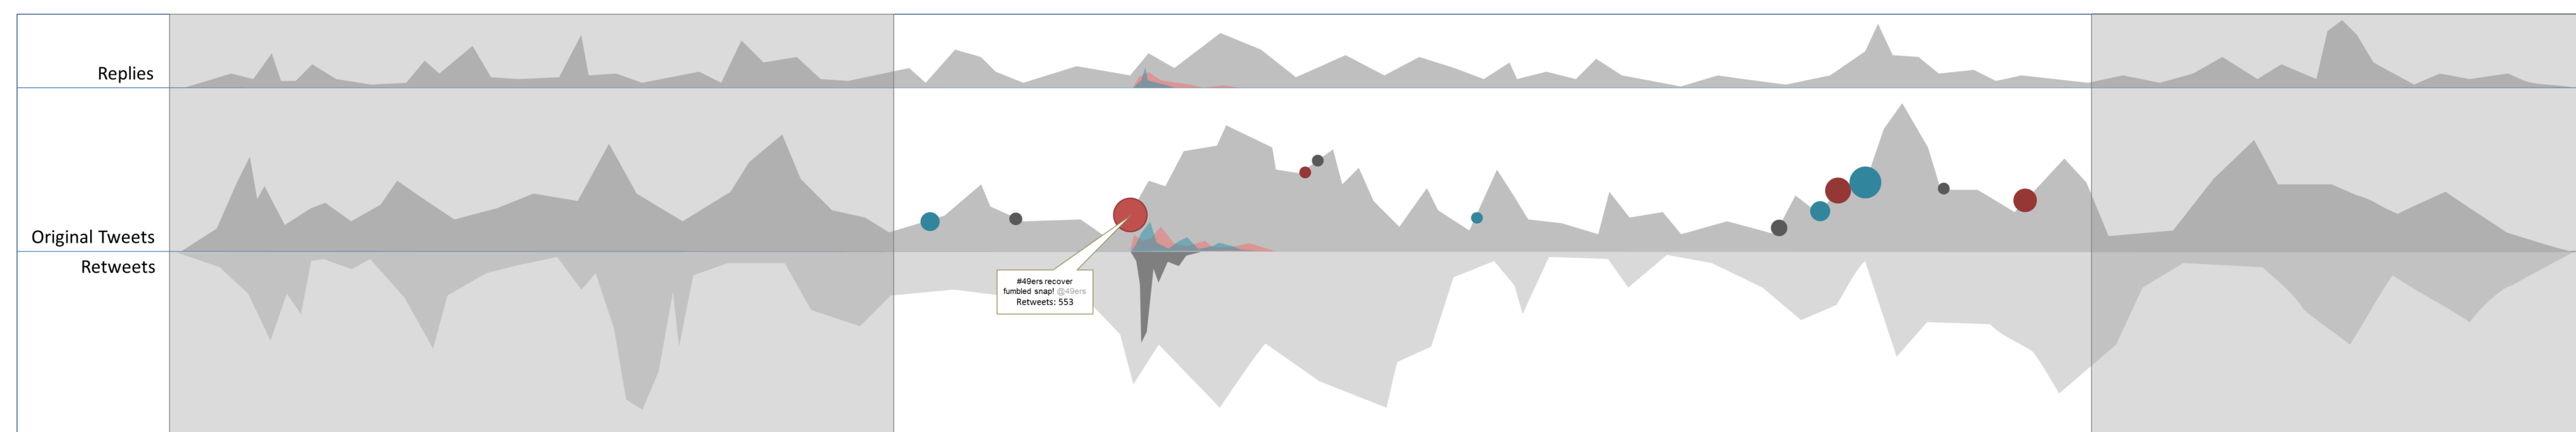 Replies
Original Tweets
Retweets
#49ers recover
fumbled snap! @49ers
Retweets: 553